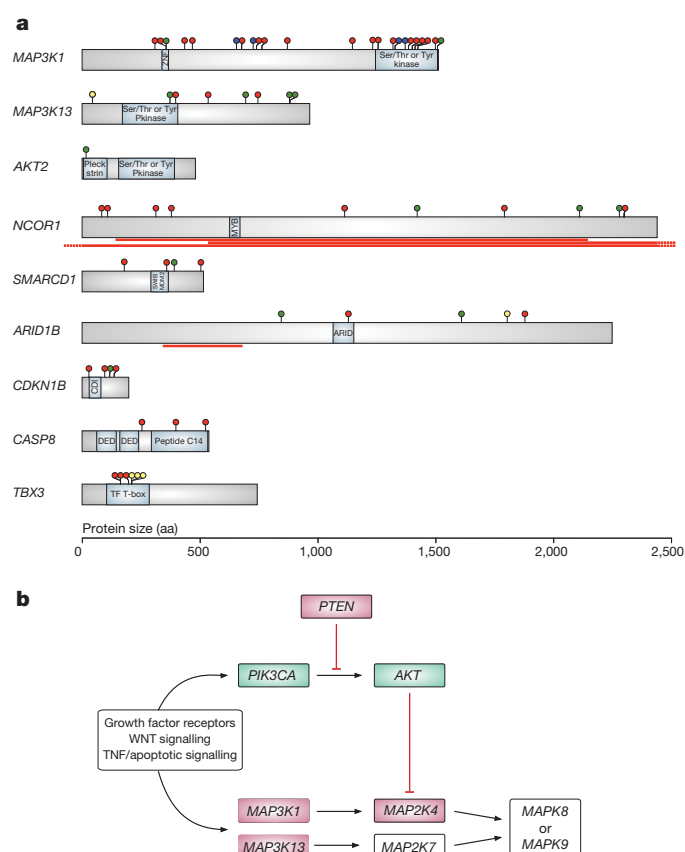 a
MAP3K1
ZNF
Ser/Thr or Tyr
kinase
MAP3K13
Ser/Thr or Tyr
Pkinase
AKT2
Pleck
strin
Ser/Thr or Tyr
Pkinase
NCOR1
MYB
SMARCD1
SWIB
MDM2
ARID1B
ARID
CDKN1B
CDI
CASP8
DED
DED
Peptide C14
TBX3
TF T-box
Protein size (aa)
0 500 1,000 1,500 2,000 2,500
b
PTEN
PIK3CA
AKT
Growth factor receptors
WNT signalling
TNF/apoptotic signalling
MAP3K1
MAP2K4
MAPK8
or
MAPK9
MAP3K13
MAP2K7